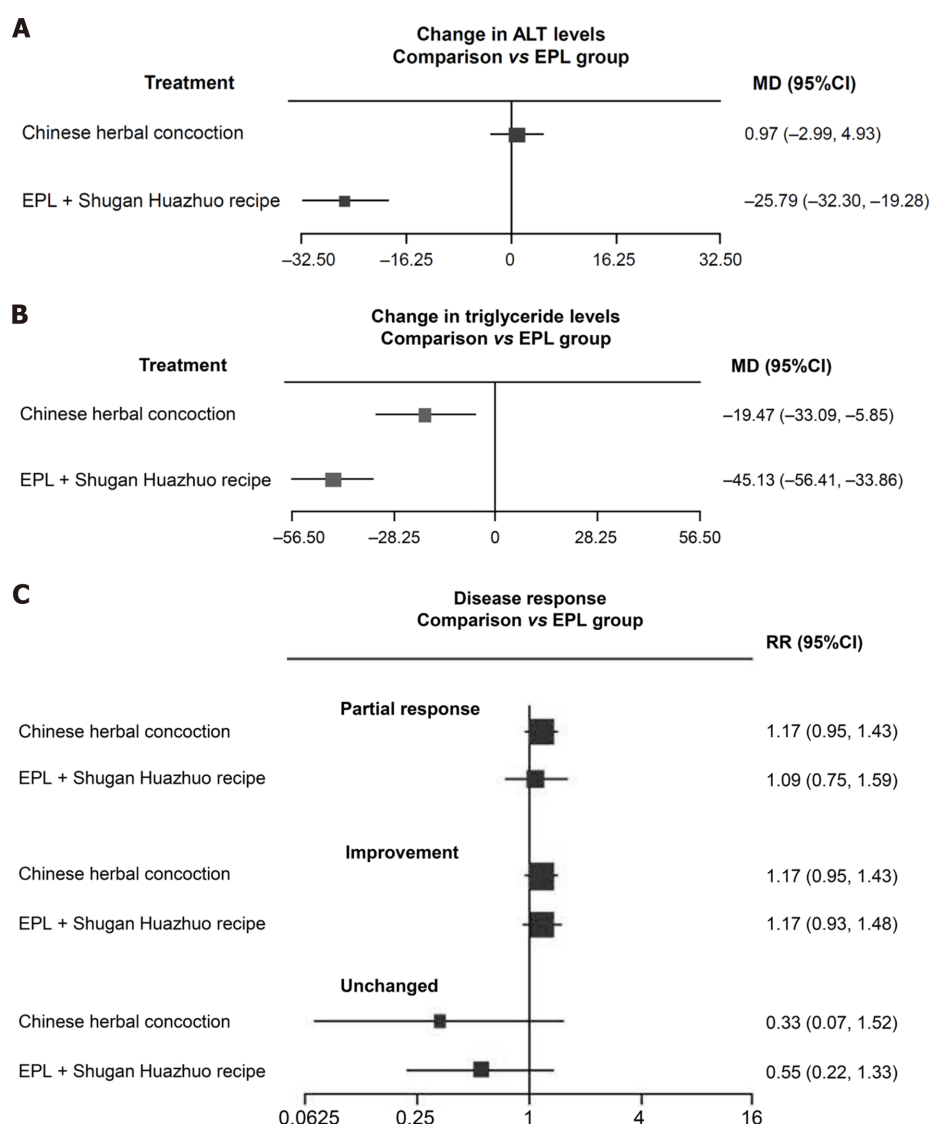 A
Change in ALT levels
Comparison vs EPL group
Treatment MD (95%CI)
Chinese herbal concoction 0.97 (–2.99, 4.93)
EPL + Shugan Huazhuo recipe –25.79 (–32.30, –19.28)
–32.50 –16.25 0 16.25 32.50
B
Change in triglyceride levels
Comparison vs EPL group
Treatment MD (95%CI)
Chinese herbal concoction –19.47 (–33.09, –5.85)
EPL + Shugan Huazhuo recipe –45.13 (–56.41, –33.86)
–56.50 –28.25 0 28.25 56.50
C
Disease response
Comparison vs EPL group
RR (95%CI)
Partial response
Chinese herbal concoction 1.17 (0.95, 1.43)
EPL + Shugan Huazhuo recipe 1.09 (0.75, 1.59)
Improvement
Chinese herbal concoction 1.17 (0.95, 1.43)
EPL + Shugan Huazhuo recipe 1.17 (0.93, 1.48)
Unchanged
Chinese herbal concoction 0.33 (0.07, 1.52)
EPL + Shugan Huazhuo recipe 0.55 (0.22, 1.33)
0.0625 0.25 1 4 16